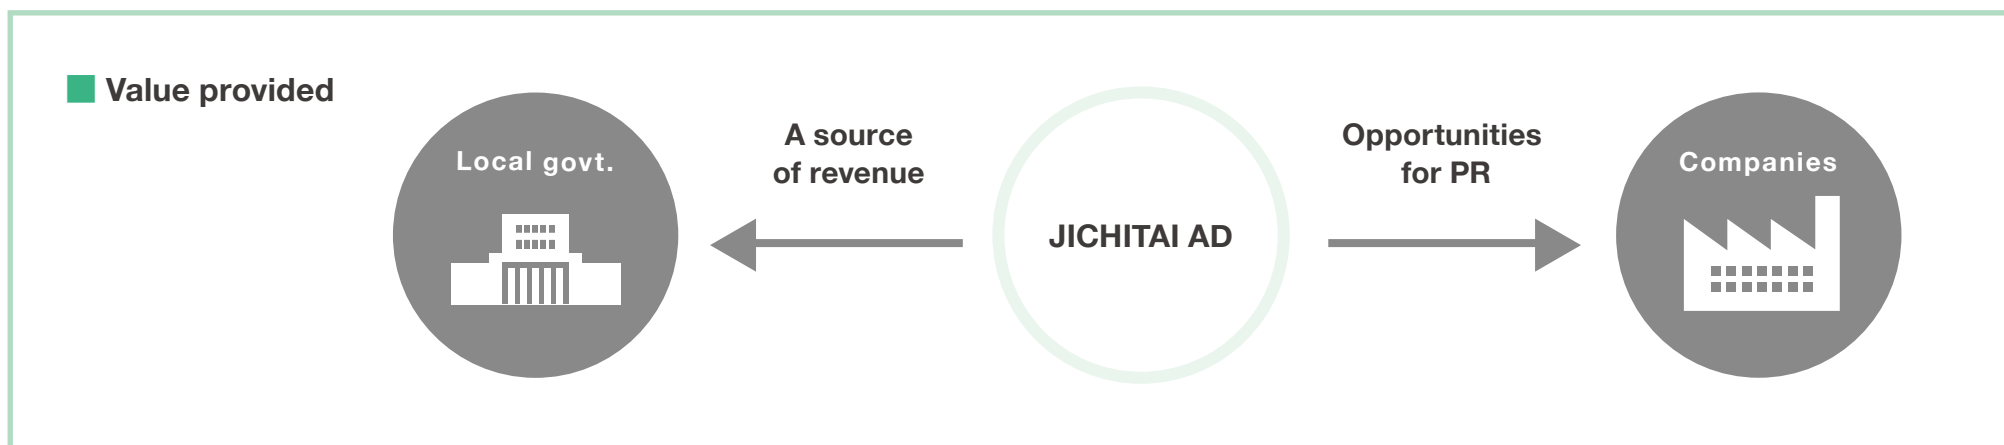 Value provided
Local govt.
A source
of revenue
JICHITAI AD
Opportunities
for PR
Companies